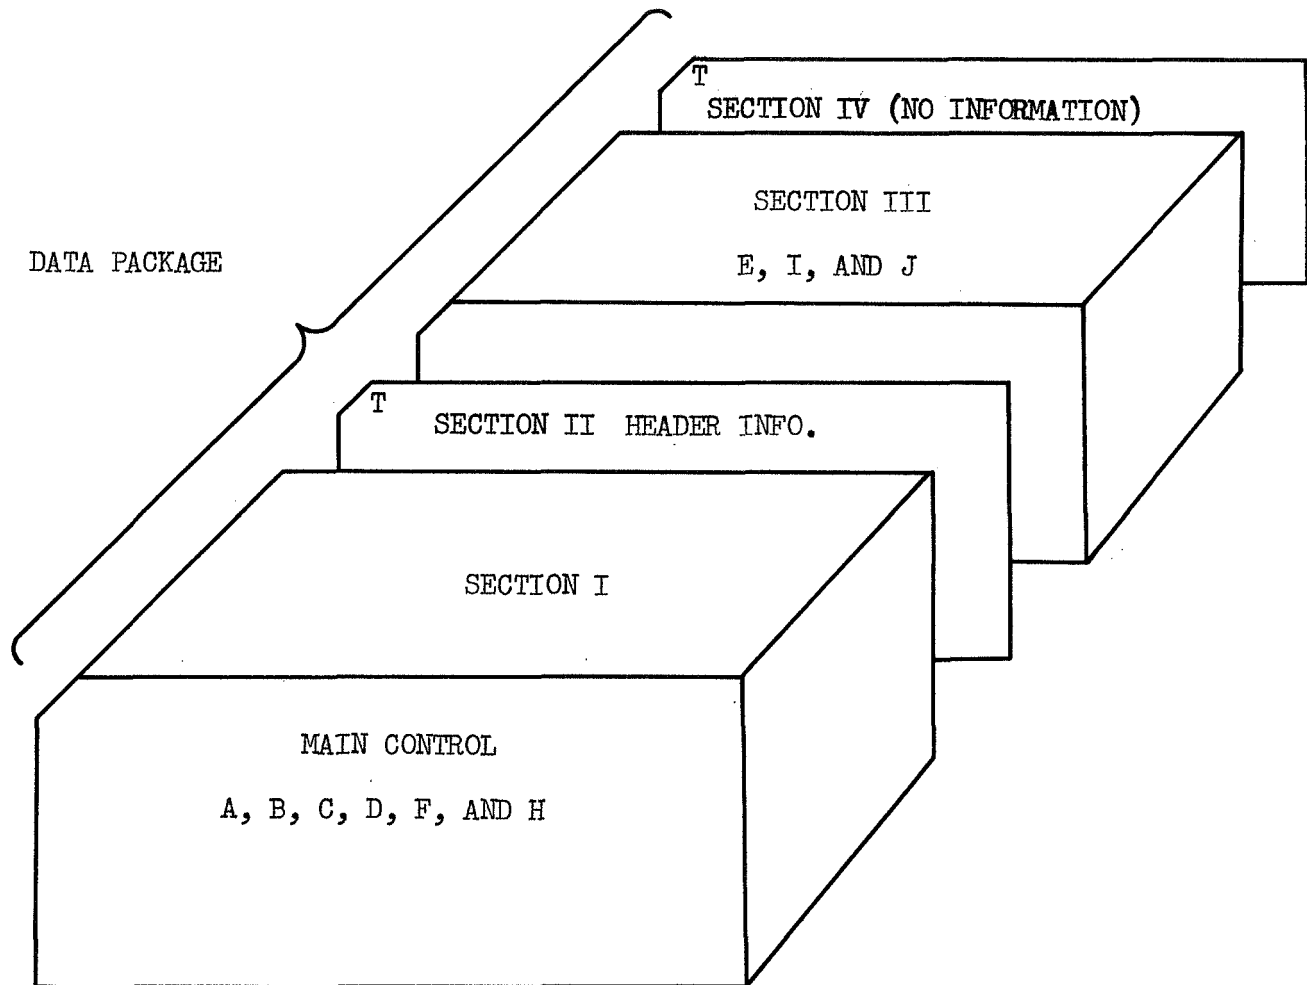 T
SECTION IV (NO INFORMATION)
SECTION III
E, I, AND J
DATA PACKAGE
T
SECTION II HEADER INFO.
SECTION I
MAIN CONTROL
A, B, C, D, F, AND H